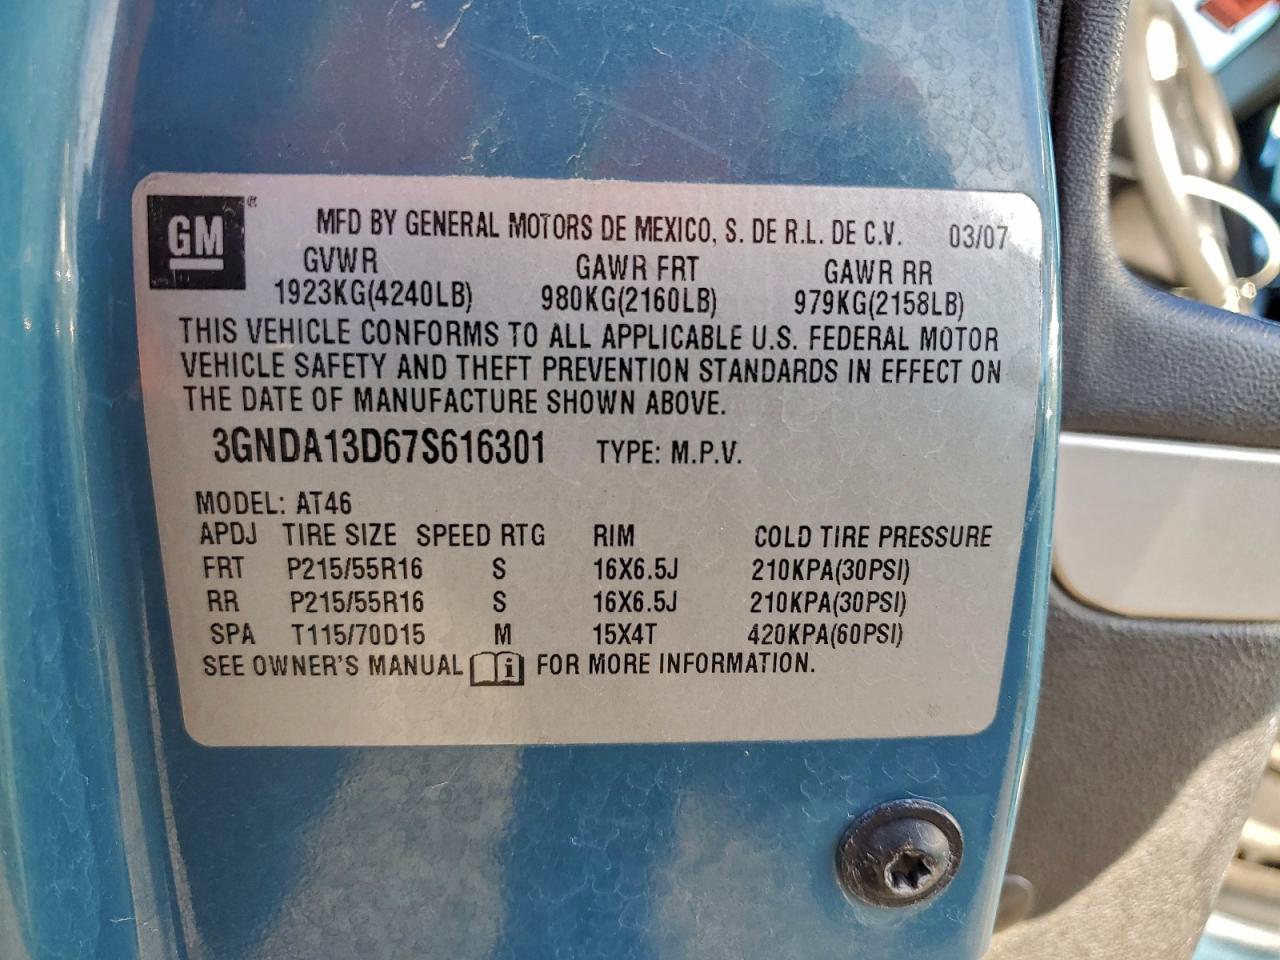 GM ® MFD BY GENERAL MOTORS DE MEXICO, S. DE R.L. DE C.V. 03/07
GVWR GAWR FRT GAWR RR
1923KG(4240LB) 980KG(2160LB) 979KG(2158LB)
THIS VEHICLE CONFORMS TO ALL APPLICABLE U.S. FEDERAL MOTOR
VEHICLE SAFETY AND THEFT PREVENTION STANDARDS IN EFFECT ON
THE DATE OF MANUFACTURE SHOWN ABOVE.
3GNDA13D67S616301 TYPE: M.P.V.
MODEL: AT46
APDJ TIRE SIZE SPEED RTG RIM COLD TIRE PRESSURE
FRT P215/55R16 S 16X6.5J 210KPA(30PSI)
RR P215/55R16 S 16X6.5J 210KPA(30PSI)
SPA T115/70D15 M 15X4T 420KPA(60PSI)
SEE OWNER'S MANUAL i FOR MORE INFORMATION.